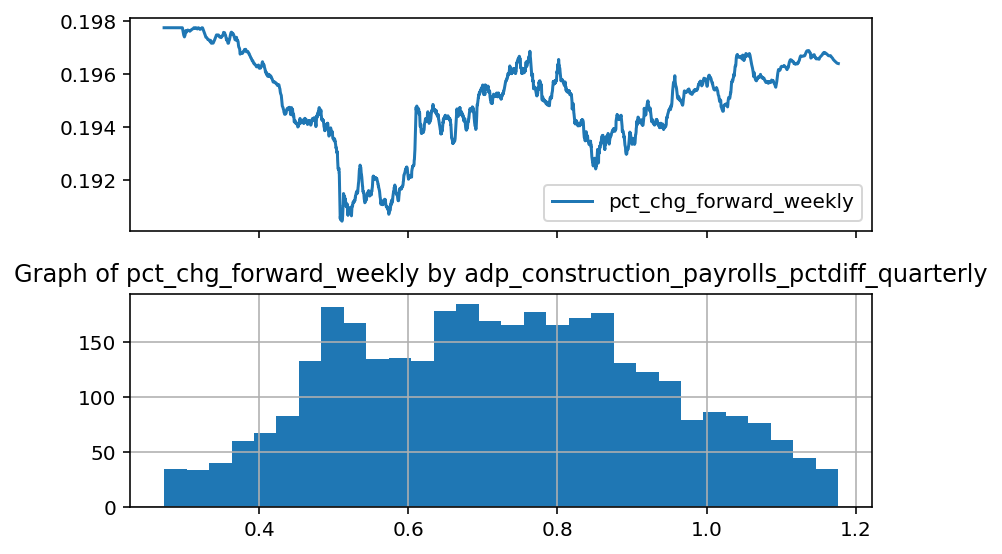 0.198
0.196
0.194
0.192
pct_chg_forward_weekly
Graph of pct_chg_forward_weekly by adp_construction_payrolls_pctdiff_quarterly
150
100
50
0
0.4 0.6 0.8 1.0 1.2